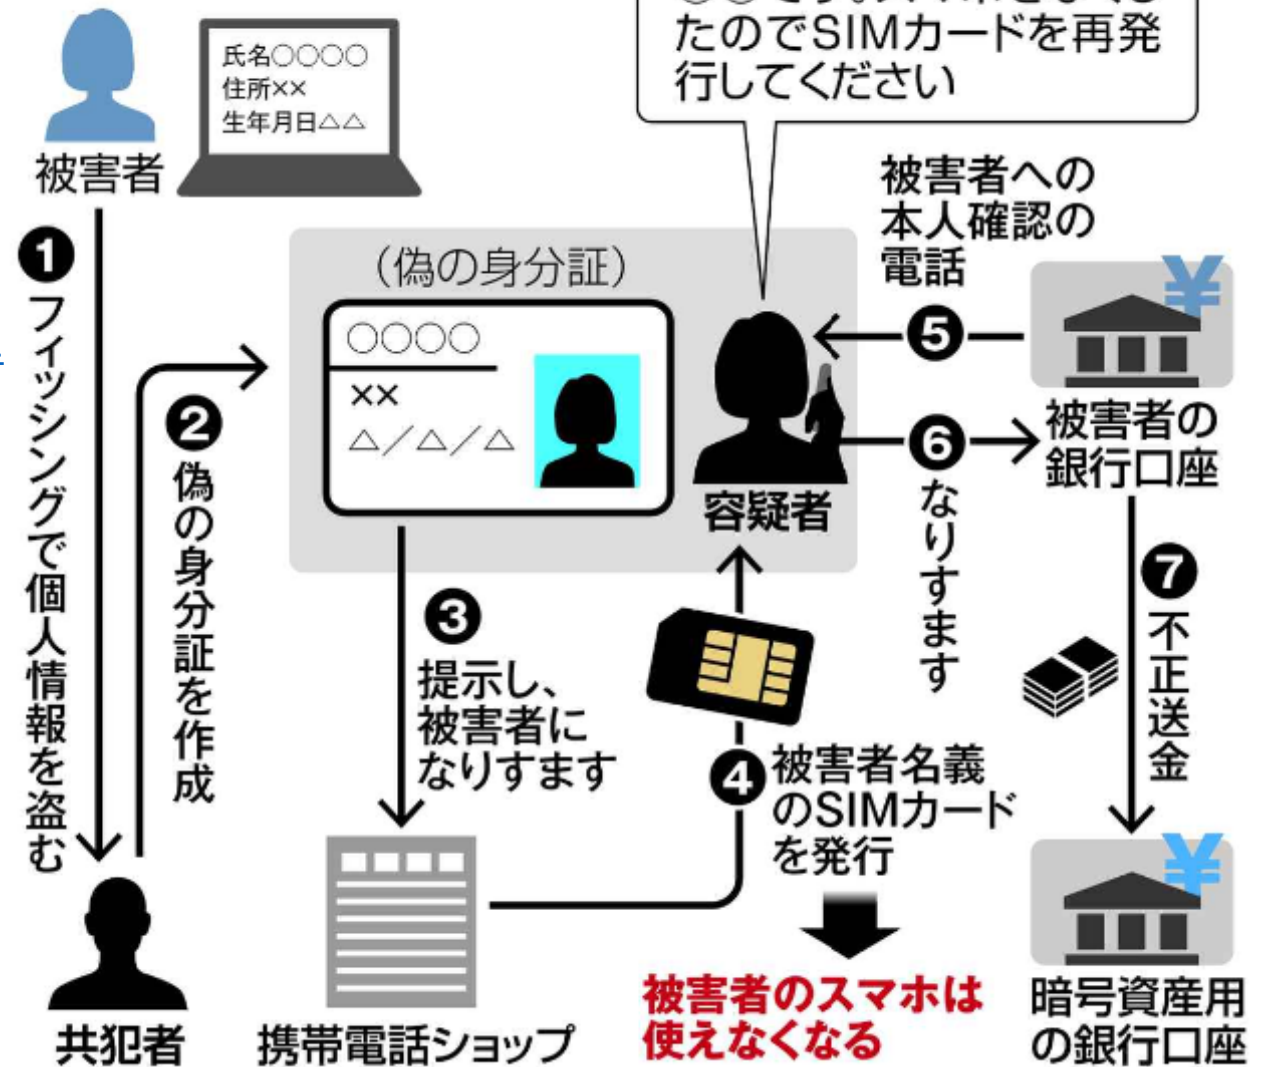 たのでSIMカードを再発
行してください
氏名○○○○
住所××
生年月日△△
被害者
❶
フィッシングで個人情報を盗む
共犯者
❷
偽の身分証を作成
(偽の身分証)
○○○○
××
△/△/△
容疑者
❸
提示し、
被害者に
なりすます
携帯電話ショップ
❹
被害者名義
のSIMカード
を発行
被害者のスマホは
使えなくなる
被害者への
本人確認の
電話
❺
¥
被害者の
銀行口座
❻
なりすます
❼
不正送金
¥
暗号資産用
の銀行口座